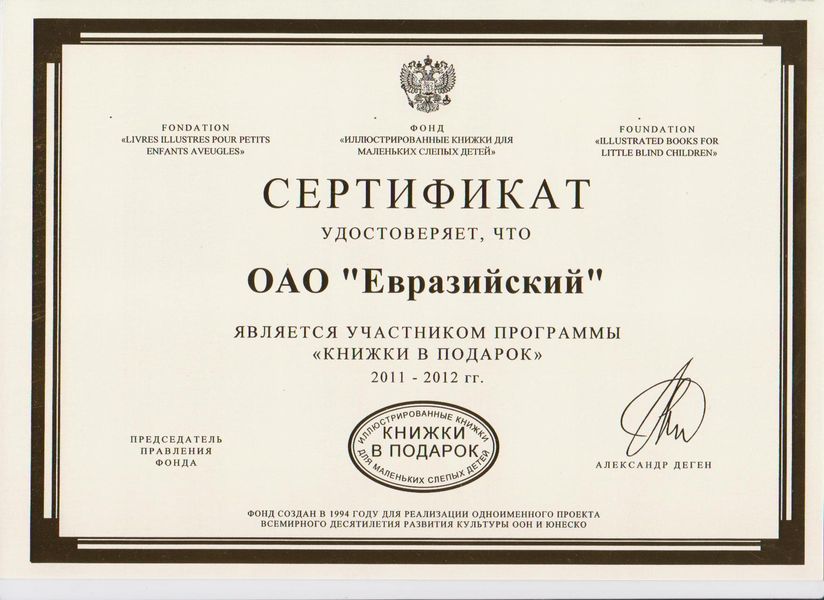 FONDATION
«LIVRES ILLUSTRES POUR PETITS
ENFANTS AVEUGLES»
ФОНД
«ИЛЛЮСТРИРОВАННЫЕ КНИЖКИ ДЛЯ
МАЛЕНЬКИХ СЛЕПЫХ ДЕТЕЙ»
FOUNDATION
«ILLUSTRATED BOOKS FOR
LITTLE BLIND CHILDREN»
СЕРТИФИКАТ
УДОСТОВЕРЯЕТ, ЧТО
ОАО "Евразийский"
ЯВЛЯЕТСЯ УЧАСТНИКОМ ПРОГРАММЫ
«КНИЖКИ В ПОДАРОК»
2011 - 2012 гг.
ПРЕДСЕДАТЕЛЬ
ПРАВЛЕНИЯ
ФОНДА
ИЛЛЮСТРИРОВАННЫЕ КНИЖКИ
КНИЖКИ
В ПОДАРОК
ДЛЯ МАЛЕНЬКИХ СЛЕПЫХ ДЕТЕЙ
АЛЕКСАНДР ДЕГЕН
ФОНД СОЗДАН В 1994 ГОДУ ДЛЯ РЕАЛИЗАЦИИ ОДНОИМЕННОГО ПРОЕКТА
ВСЕМИРНОГО ДЕСЯТИЛЕТИЯ РАЗВИТИЯ КУЛЬТУРЫ ООН И ЮНЕСКО